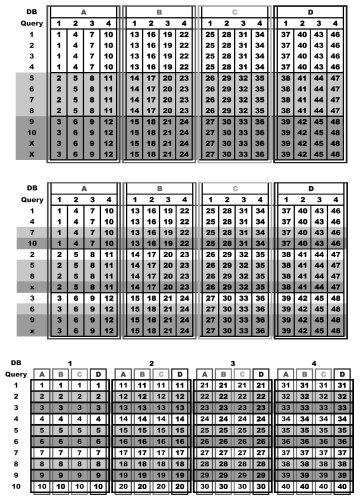 DB A B C D
Query 1 2 3 4 1 2 3 4 1 2 3 4 1 2 3 4
1 1 4 7 10 13 16 19 22 25 28 31 34 37 40 43 46
2 1 4 7 10 13 16 19 22 25 28 31 34 37 40 43 46
3 1 4 7 10 13 16 19 22 25 28 31 34 37 40 43 46
4 1 4 7 10 13 16 19 22 25 28 31 34 37 40 43 46
5 2 5 8 11 14 17 20 23 26 29 32 35 38 41 44 47
6 2 5 8 11 14 17 20 23 26 29 32 35 38 41 44 47
7 2 5 8 11 14 17 20 23 26 29 32 35 38 41 44 47
8 2 5 8 11 14 17 20 23 26 29 32 35 38 41 44 47
9 3 6 9 12 15 18 21 24 27 30 33 36 39 42 45 48
10 3 6 9 12 15 18 21 24 27 30 33 36 39 42 45 48
X 3 6 9 12 15 18 21 24 27 30 33 36 39 42 45 48
X 3 6 9 12 15 18 21 24 27 30 33 36 39 42 45 48
DB A B C D
Query 1 2 3 4 1 2 3 4 1 2 3 4 1 2 3 4
1 1 4 7 10 13 16 19 22 25 28 31 34 37 40 43 46
4 1 4 7 10 13 16 19 22 25 28 31 34 37 40 43 46
7 1 4 7 10 13 16 19 22 25 28 31 34 37 40 43 46
10 1 4 7 10 13 16 19 22 25 28 31 34 37 40 43 46
2 2 5 8 11 14 17 20 23 26 29 32 35 38 41 44 47
5 2 5 8 11 14 17 20 23 26 29 32 35 38 41 44 47
8 2 5 8 11 14 17 20 23 26 29 32 35 38 41 44 47
x 2 5 8 11 14 17 20 23 26 29 32 35 38 41 44 47
3 3 6 9 12 15 18 21 24 27 30 33 36 39 42 45 48
6 3 6 9 12 15 18 21 24 27 30 33 36 39 42 45 48
9 3 6 9 12 15 18 21 24 27 30 33 36 39 42 45 48
x 3 6 9 12 15 18 21 24 27 30 33 36 39 42 45 48
DB 1 2 3 4
Query A B C D A B C D A B C D A B C D
1 1 1 1 1 11 11 11 11 21 21 21 21 31 31 31 31
2 2 2 2 2 12 12 12 12 22 22 22 22 32 32 32 32
3 3 3 3 3 13 13 13 13 23 23 23 23 33 33 33 33
4 4 4 4 4 14 14 14 14 24 24 24 24 34 34 34 34
5 5 5 5 5 15 15 15 15 25 25 25 25 35 35 35 35
6 6 6 6 6 16 16 16 16 26 26 26 26 36 36 36 36
7 7 7 7 7 17 17 17 17 27 27 27 27 37 37 37 37
8 8 8 8 8 18 18 18 18 28 28 28 28 38 38 38 38
9 9 9 9 9 19 19 19 19 29 29 29 29 39 39 39 39
10 10 10 10 10 20 20 20 20 30 30 30 30 40 40 40 40